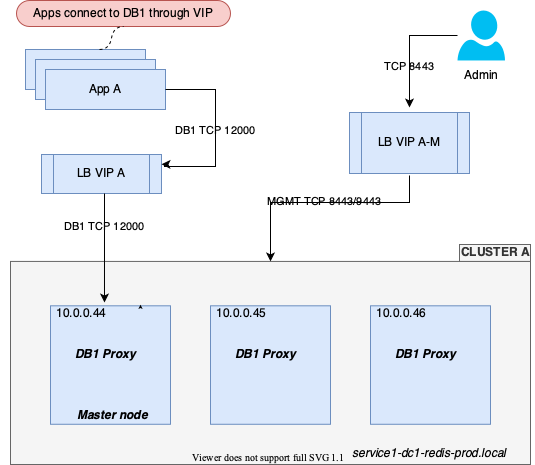 Apps connect to DB1 through VIP
Admin
TCP 8443
App A
DB1 TCP 12000
LB VIP A-M
LB VIP A
MGMT TCP 8443/9443
DB1 TCP 12000
CLUSTER A
10.0.0.44
10.0.0.45
10.0.0.46
DB1 Proxy
DB1 Proxy
DB1 Proxy
Master node
service1-dc1-redis-prod.local
Viewer does not support full SVG 1.1